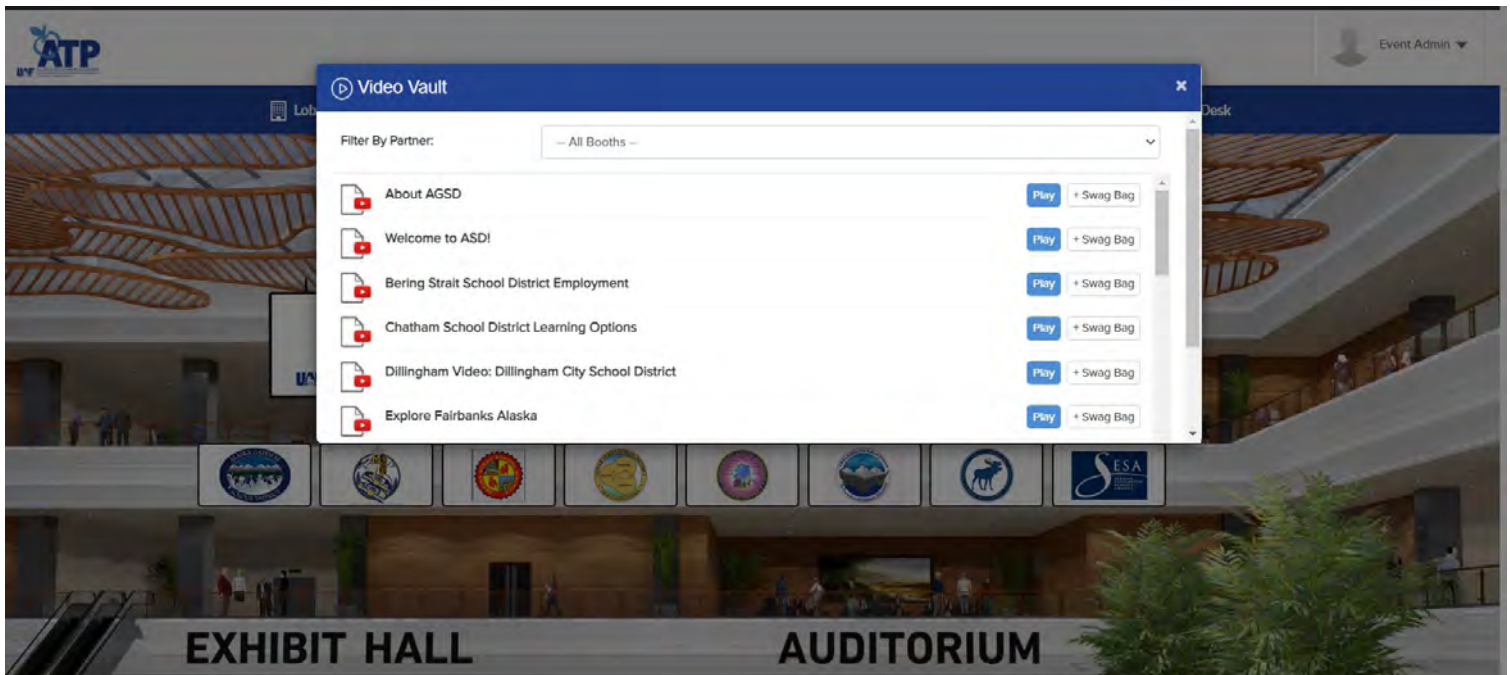 ATP
UAF
Event Admin
Video Vault
Lob
Desk
Filter By Partner:
-- All Booths --
About AGSD
Play
+ Swag Bag
Welcome to ASD!
Play
+ Swag Bag
Bering Strait School District Employment
Play
+ Swag Bag
Chatham School District Learning Options
Play
+ Swag Bag
Dillingham Video: Dillingham City School District
Play
+ Swag Bag
Explore Fairbanks Alaska
Play
+ Swag Bag
SESA
EXHIBIT HALL
AUDITORIUM